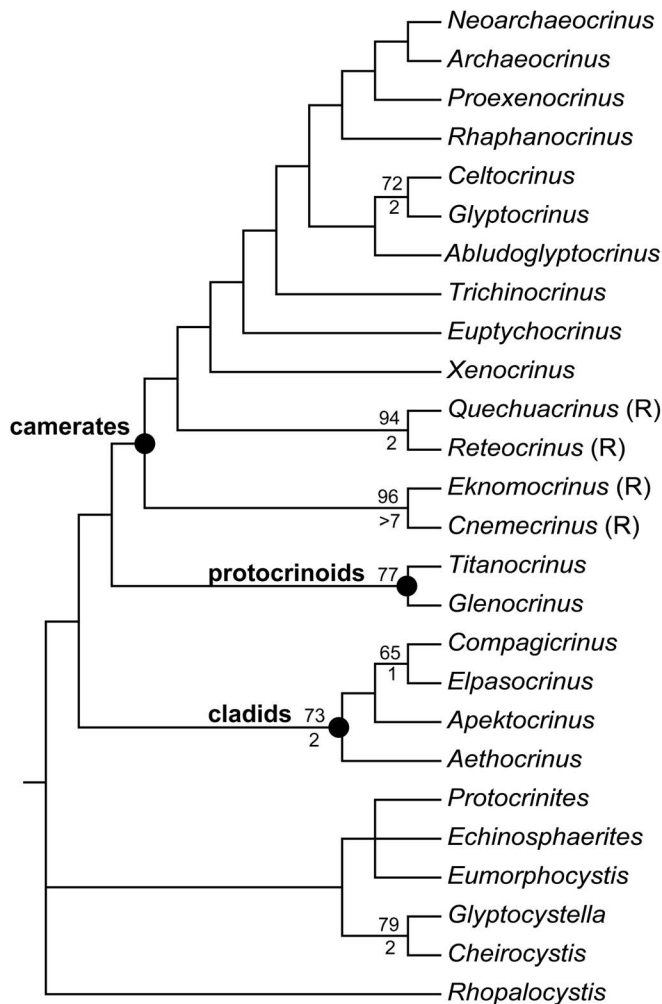 Neoarchaeocrinus
Archaeocrinus
Proexenocrinus
Rhaphanocrinus
72
Celtocrinus
2
Glyptocrinus
Abludoglyptocrinus
Trichinocrinus
Euptychocrinus
Xenocrinus
camerates
94
Quechuacrinus (R)
2
Reteocrinus (R)
96
Eknomocrinus (R)
>7
Cnemecrinus (R)
protocrinoids 77
Titanocrinus
Glenocrinus
65
Compagicrinus
1
Elpasocrinus
cladids 73
2
Apektocrinus
Aethocrinus
Protocrinites
Echinosphaerites
Eumorphocystis
79
Glyptocystella
2
Cheirocystis
Rhopalocystis